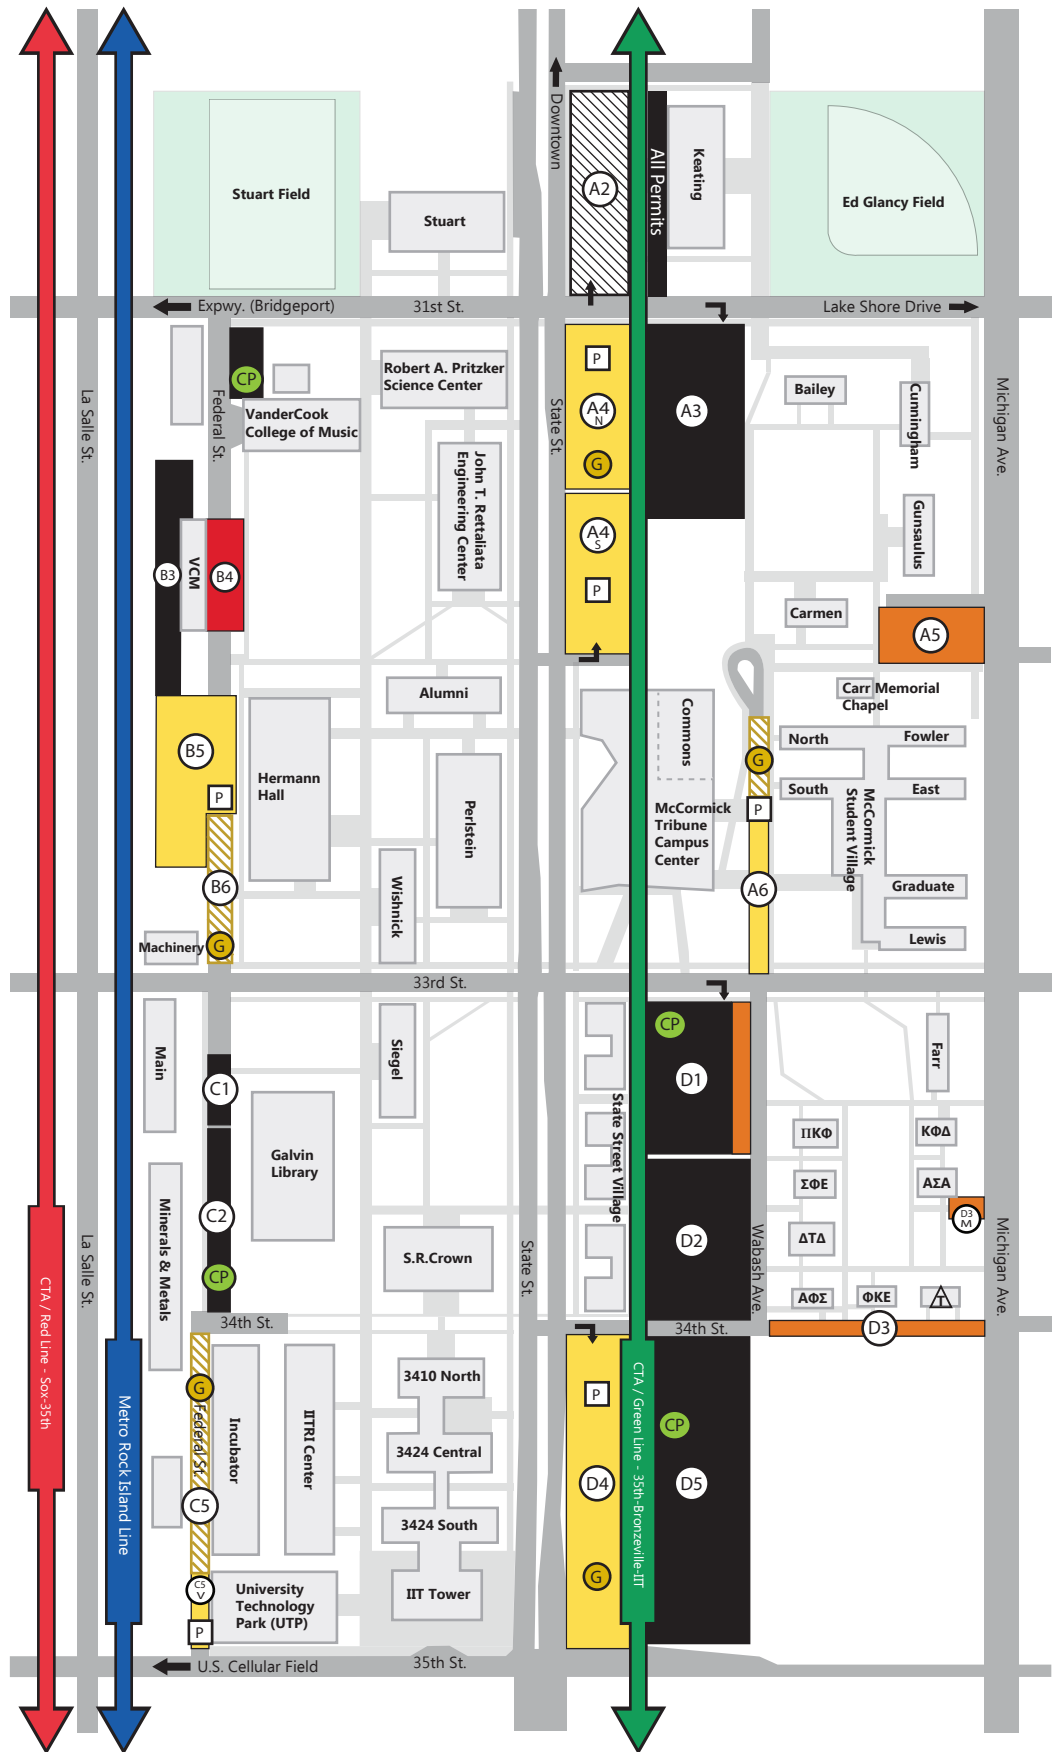 Downtown
A2
All Permits
Keating
Stuart Field
Stuart
Ed Glancy Field
Expwy. (Bridgeport)
31st St.
Lake Shore Drive
La Salle St.
Federal St.
CP
VanderCook
College of Music
Robert A. Pritzker
Science Center
John T. Rettaliata
Engineering Center
State St.
P
A4
N
G
A4
S
P
A3
Bailey
Cunningham
Michigan Ave.
Gunsaulus
B3
VCM
B4
Carmen
A5
Alumni
Carr Memorial
Chapel
B5
P
Hermann
Hall
Perlstein
Commons
McCormick
Tribune
Campus
Center
G
P
A6
North
Fowler
South
East
McCormick
Student Village
Graduate
Lewis
B6
G
Machinery
Wishnick
33rd St.
Main
C1
Siegel
CP
D1
Farr
Galvin
Library
State Street Village
ΠΚΦ
ΚΦΔ
ΣΦΕ
ΑΣΑ
D3
M
Minerals & Metals
C2
CP
S.R.Crown
D2
Wabash Ave.
ΔΤΔ
ΑΦΣ
ΦΚΕ
T
La Salle St.
State St.
Michigan Ave.
34th St.
34th St.
D3
CTA / Red Line - Sox-35th
Metro Rock Island Line
CTA / Green Line - 35th-Bronzeville-IIT
G
Federal St.
Incubator
IITRI Center
3410 North
3424 Central
3424 South
IIT Tower
P
D4
G
CP
D5
C5
C5
V
P
University
Technology
Park (UTP)
U.S. Cellular Field
35th St.